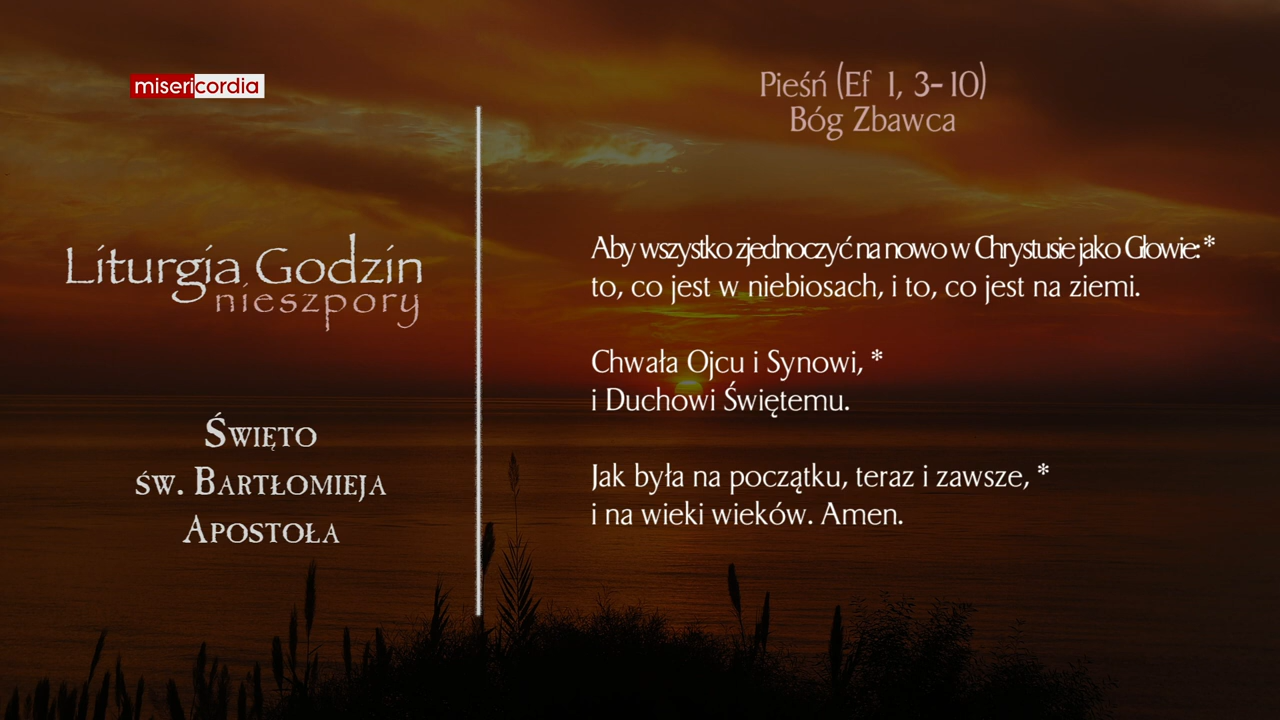 misericordia
Liturgia Godzin
nieszpory
Święto
św. Bartłomieja
Apostoła
Pieśń (Ef 1, 3-10)
Bóg Zbawca
Aby wszystko zjednoczyć na nowo w Chrystusie jako Głowie: *
to, co jest w niebiosach, i to, co jest na ziemi.
Chwała Ojcu i Synowi, *
i Duchowi Świętemu.
Jak była na początku, teraz i zawsze, *
i na wieki wieków. Amen.